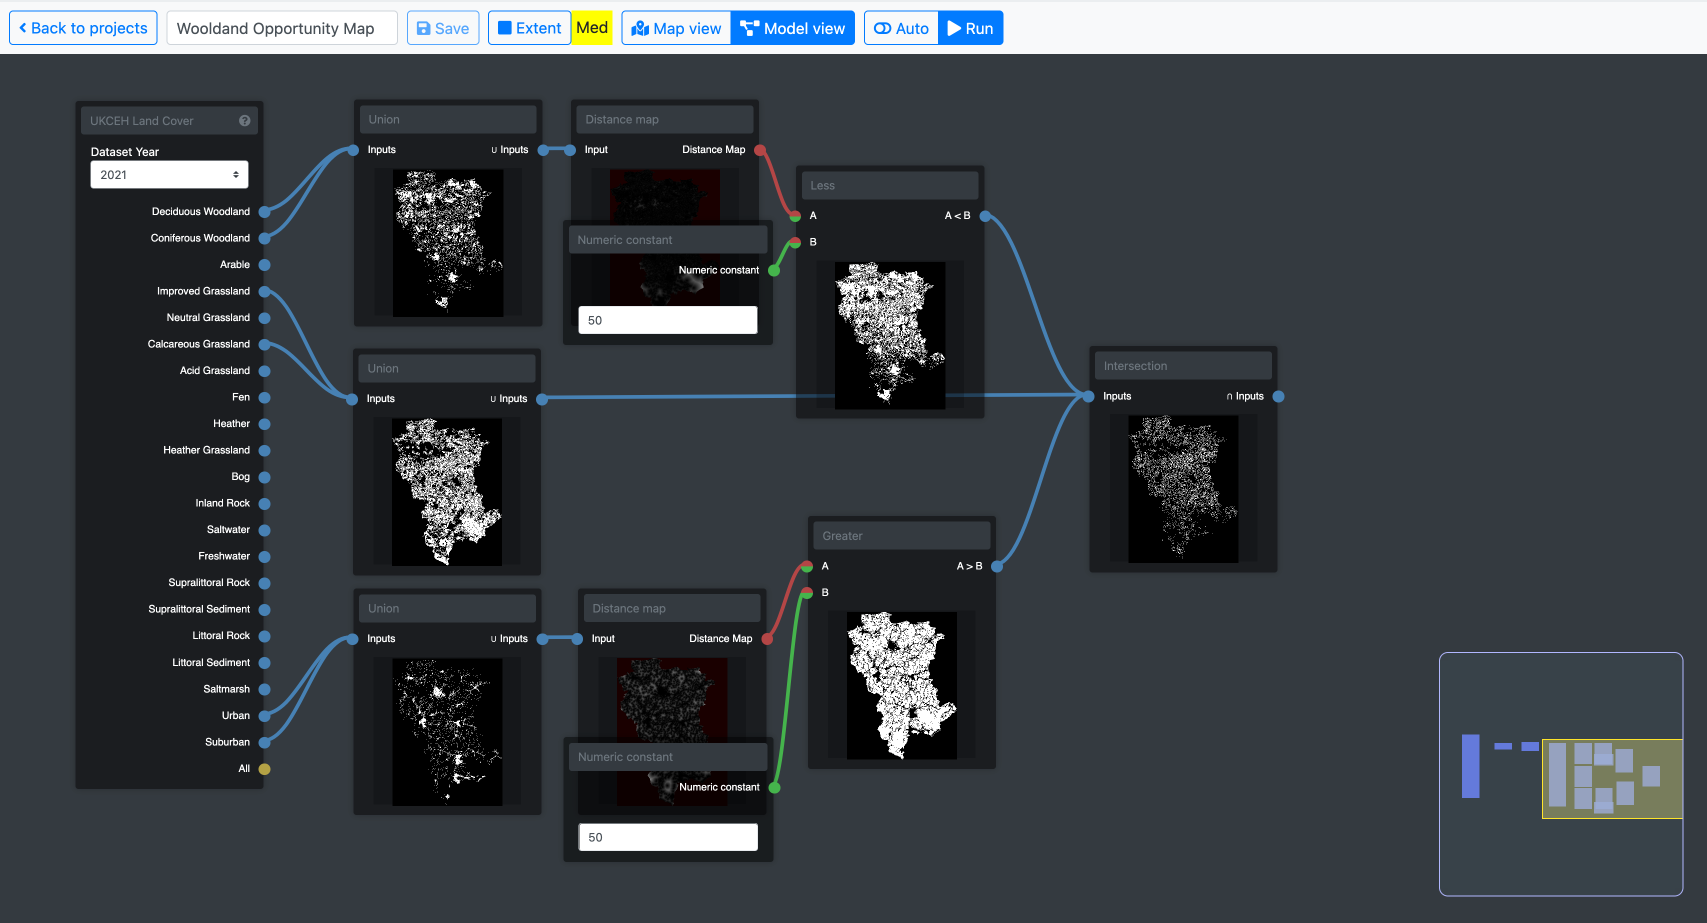 Back to projects
Wooldand Opportunity Map
Save
Extent
Med
Map view
Model view
Auto
Run
UKCEH Land Cover
?
Dataset Year
2021
Deciduous Woodland
Coniferous Woodland
Arable
Improved Grassland
Neutral Grassland
Calcareous Grassland
Acid Grassland
Fen
Heather
Heather Grassland
Bog
Inland Rock
Saltwater
Freshwater
Supralittoral Rock
Supralittoral Sediment
Littoral Rock
Littoral Sediment
Saltmarsh
Urban
Suburban
All
Union
Inputs ∪ Inputs
Distance map
Input Distance Map
Numeric constant
Numeric constant
50
Less
A A < B
B
Union
Inputs ∪ Inputs
Intersection
Inputs ∩ Inputs
Greater
A A > B
B
Union
Inputs ∪ Inputs
Distance map
Input Distance Map
Numeric constant
Numeric constant
50